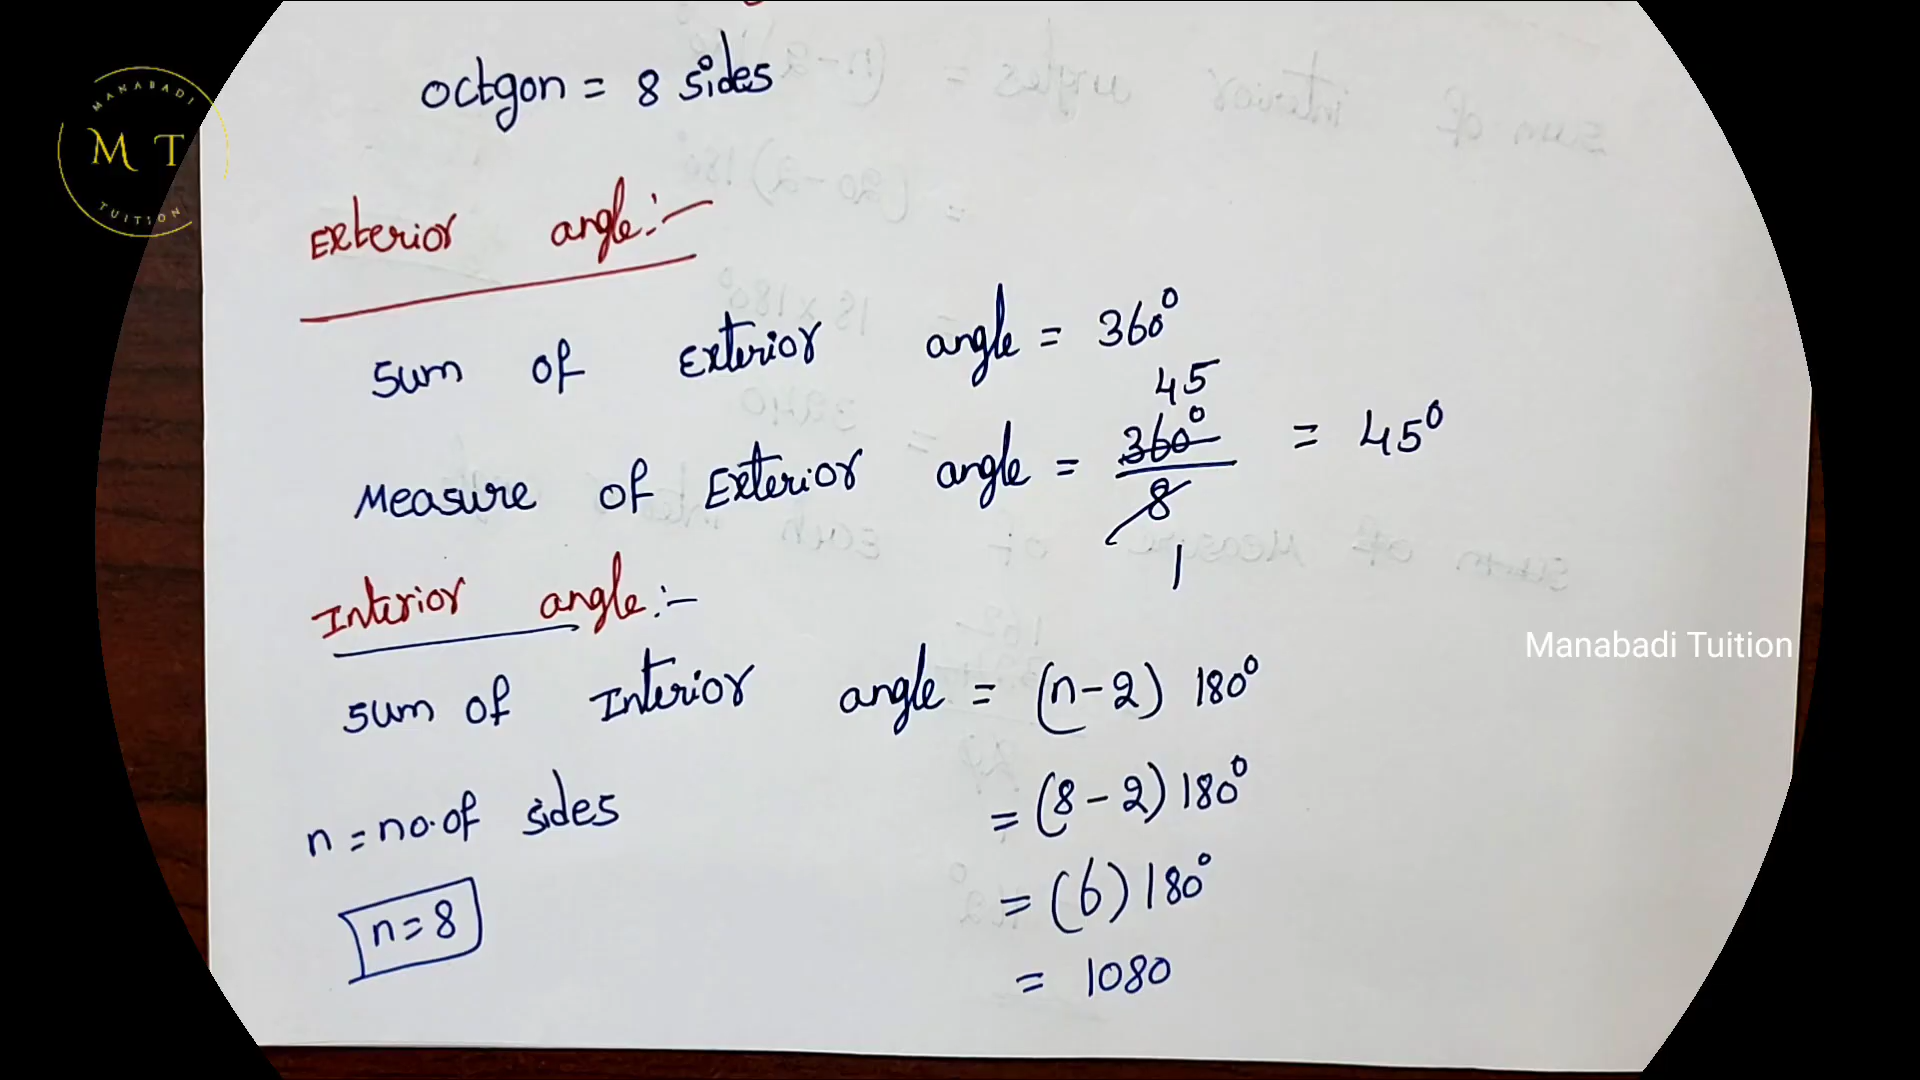 octgon = 8 sides
MANABADI
M T
TUITION
Exterior angle:-
Sum of Exterior angle = 360°
45
Measure of Exterior angle = 360°/8 = 45°
1
Interior angle:-
Manabadi Tuition
sum of Interior angle = (n-2) 180°
n = no.of sides = (8-2) 180°
= (6) 180°
n=8
= 1080